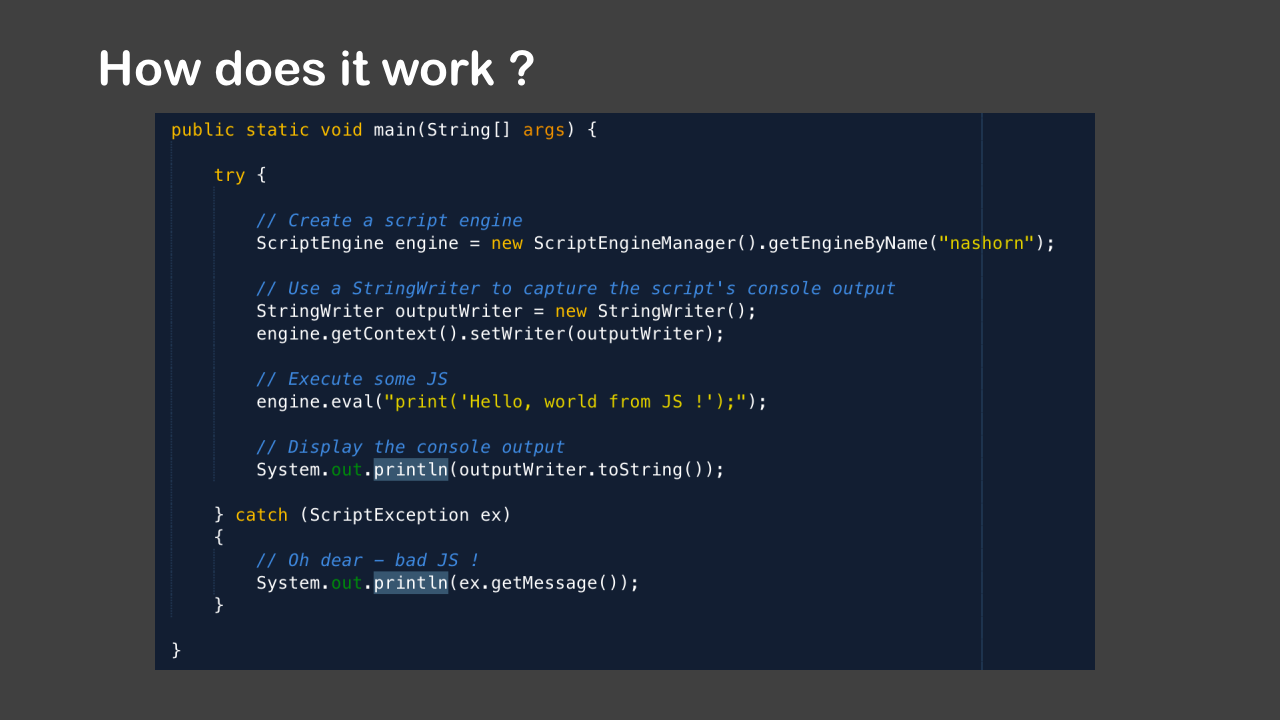 How does it work ?
public static void main(String[] args) {
try {
// Create a script engine
ScriptEngine engine = new ScriptEngineManager().getEngineByName("nashorn");
// Use a StringWriter to capture the script's console output
StringWriter outputWriter = new StringWriter();
engine.getContext().setWriter(outputWriter);
// Execute some JS
engine.eval("print('Hello, world from JS !');");
// Display the console output
System.out.println(outputWriter.toString());
} catch (ScriptException ex)
{
// Oh dear – bad JS !
System.out.println(ex.getMessage());
}
}